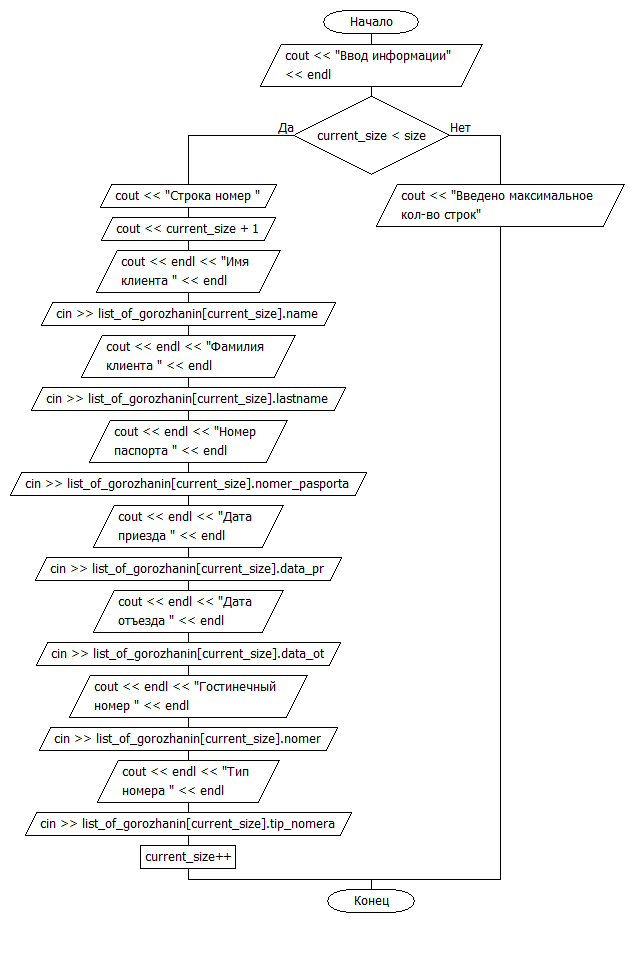 Начало
cout << "Ввод информации"
<< endl
current_size < size
Да
Нет
cout << "Строка номер "
cout << "Введено максимальное
кол-во строк"
cout << current_size + 1
cout << endl << "Имя
клиента " << endl
cin >> list_of_gorozhanin[current_size].name
cout << endl << "Фамилия
клиента " << endl
cin >> list_of_gorozhanin[current_size].lastname
cout << endl << "Номер
паспорта " << endl
cin >> list_of_gorozhanin[current_size].nomer_pasporta
cout << endl << "Дата
приезда " << endl
cin >> list_of_gorozhanin[current_size].data_pr
cout << endl << "Дата
отъезда " << endl
cin >> list_of_gorozhanin[current_size].data_ot
cout << endl << "Гостинечный
номер " << endl
cin >> list_of_gorozhanin[current_size].nomer
cout << endl << "Тип
номера " << endl
cin >> list_of_gorozhanin[current_size].tip_nomera
current_size++
Конец